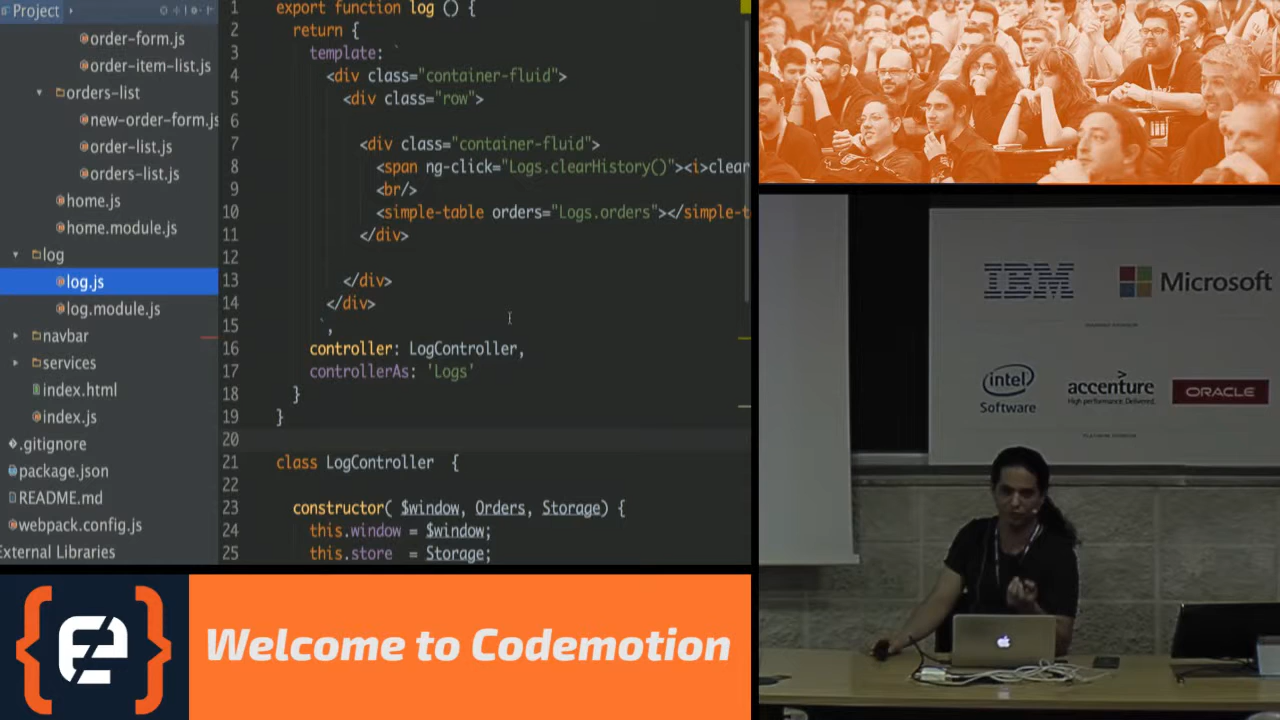 Project
order-form.js
order-item-list.js
orders-list
new-order-form.js
order-list.js
orders-list.js
home.js
home.module.js
log
log.js
log.module.js
navbar
services
index.html
index.js
.gitignore
package.json
README.md
webpack.config.js
External Libraries
1 export function log () {
2 return {
3 template: `
4 <div class="container-fluid">
5 <div class="row">
6
7 <div class="container-fluid">
8 <span ng-click="Logs.clearHistory()"><i>clear
9 <br/>
10 <simple-table orders="Logs.orders"></simple-t
11 </div>
12
13 </div>
14 </div>
15 `,
16 controller: LogController,
17 controllerAs: 'Logs'
18 }
19 }
20
21 class LogController {
22
23 constructor( $window, Orders, Storage) {
24 this.window = $window;
25 this.store = Storage;
IBM
Microsoft
intel
Software
accenture
High performance. Delivered.
ORACLE
Welcome to Codemotion